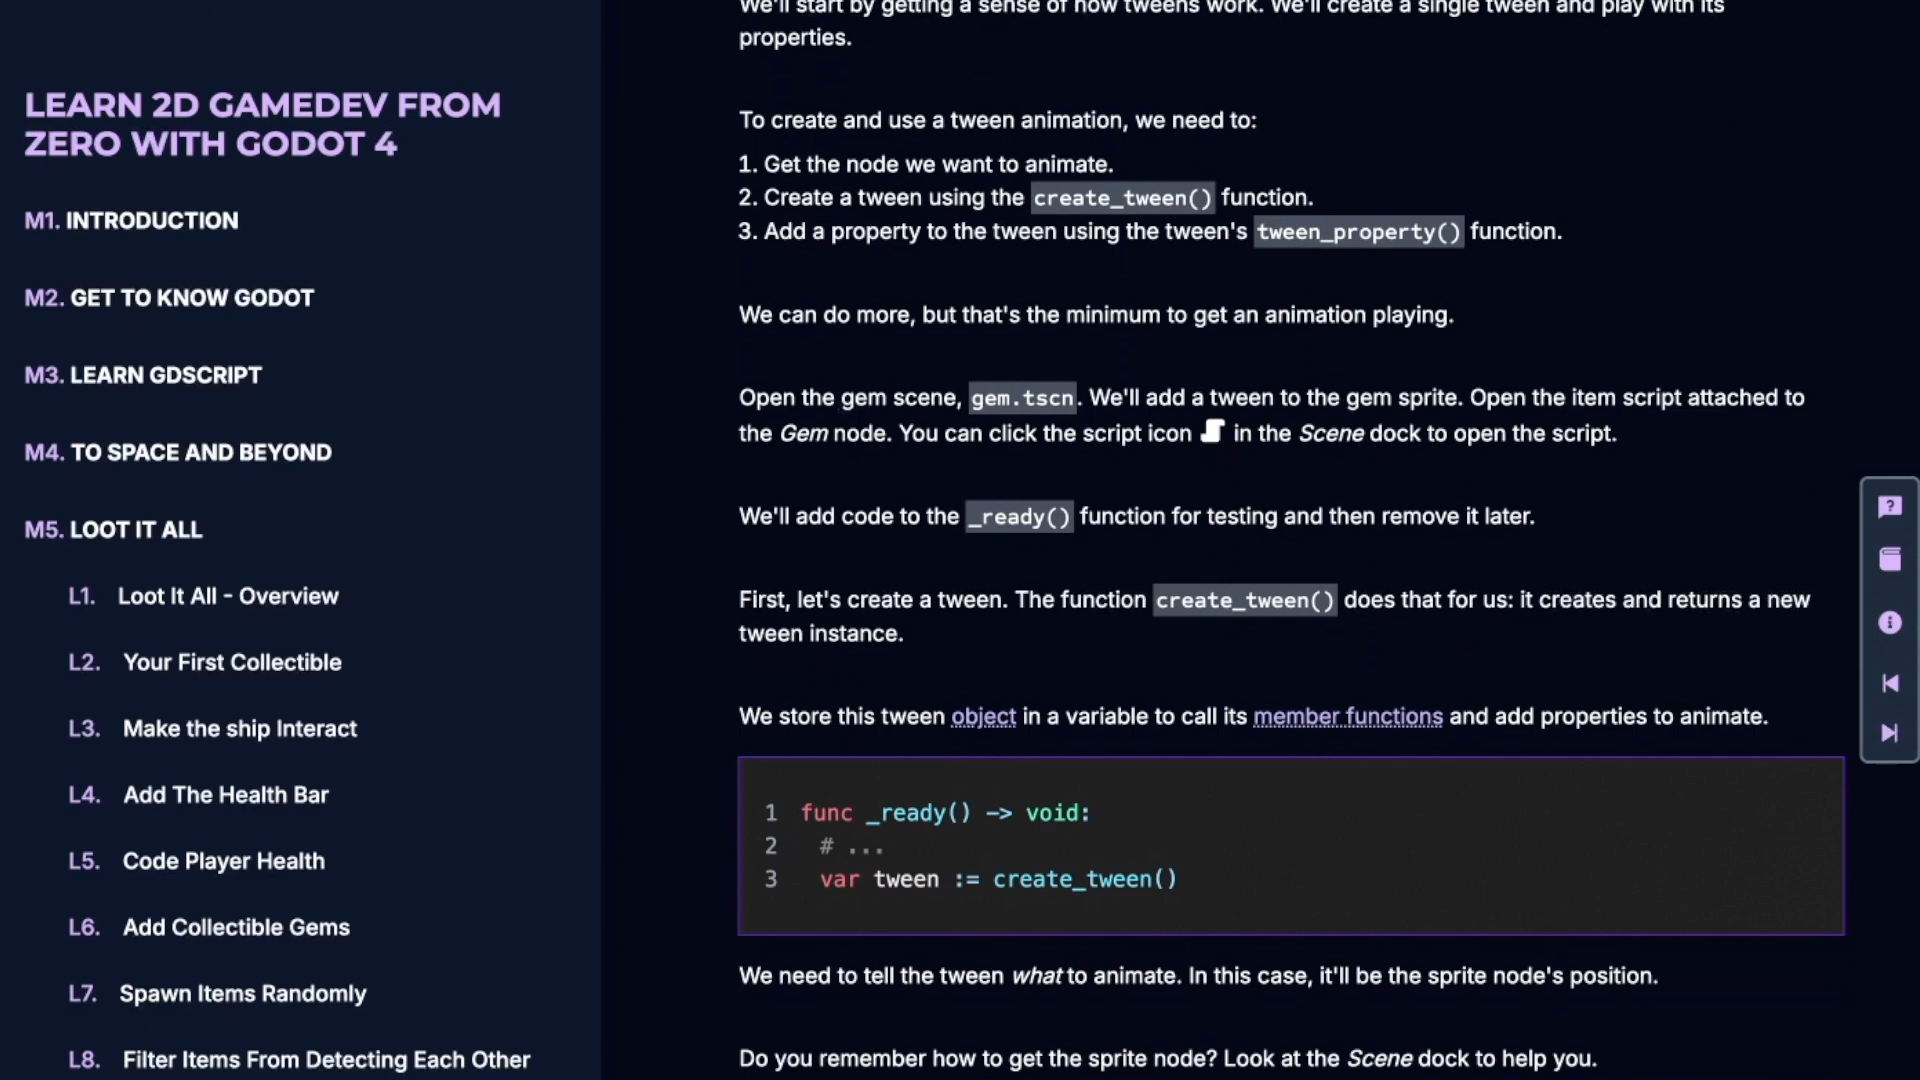 LEARN 2D GAMEDEV FROM
ZERO WITH GODOT 4
M1. INTRODUCTION
M2. GET TO KNOW GODOT
M3. LEARN GDSCRIPT
M4. TO SPACE AND BEYOND
M5. LOOT IT ALL
L1. Loot It All - Overview
L2. Your First Collectible
L3. Make the ship Interact
L4. Add The Health Bar
L5. Code Player Health
L6. Add Collectible Gems
L7. Spawn Items Randomly
L8. Filter Items From Detecting Each Other
We'll start by getting a sense of how tweens work. We'll create a single tween and play with its
properties.
To create and use a tween animation, we need to:
1. Get the node we want to animate.
2. Create a tween using the create_tween() function.
3. Add a property to the tween using the tween's tween_property() function.
We can do more, but that's the minimum to get an animation playing.
Open the gem scene, gem.tscn. We'll add a tween to the gem sprite. Open the item script attached to
the Gem node. You can click the script icon in the Scene dock to open the script.
We'll add code to the _ready() function for testing and then remove it later.
First, let's create a tween. The function create_tween() does that for us: it creates and returns a new
tween instance.
We store this tween object in a variable to call its member functions and add properties to animate.
1 func _ready() -> void:
2 # ...
3 var tween := create_tween()
We need to tell the tween what to animate. In this case, it'll be the sprite node's position.
Do you remember how to get the sprite node? Look at the Scene dock to help you.